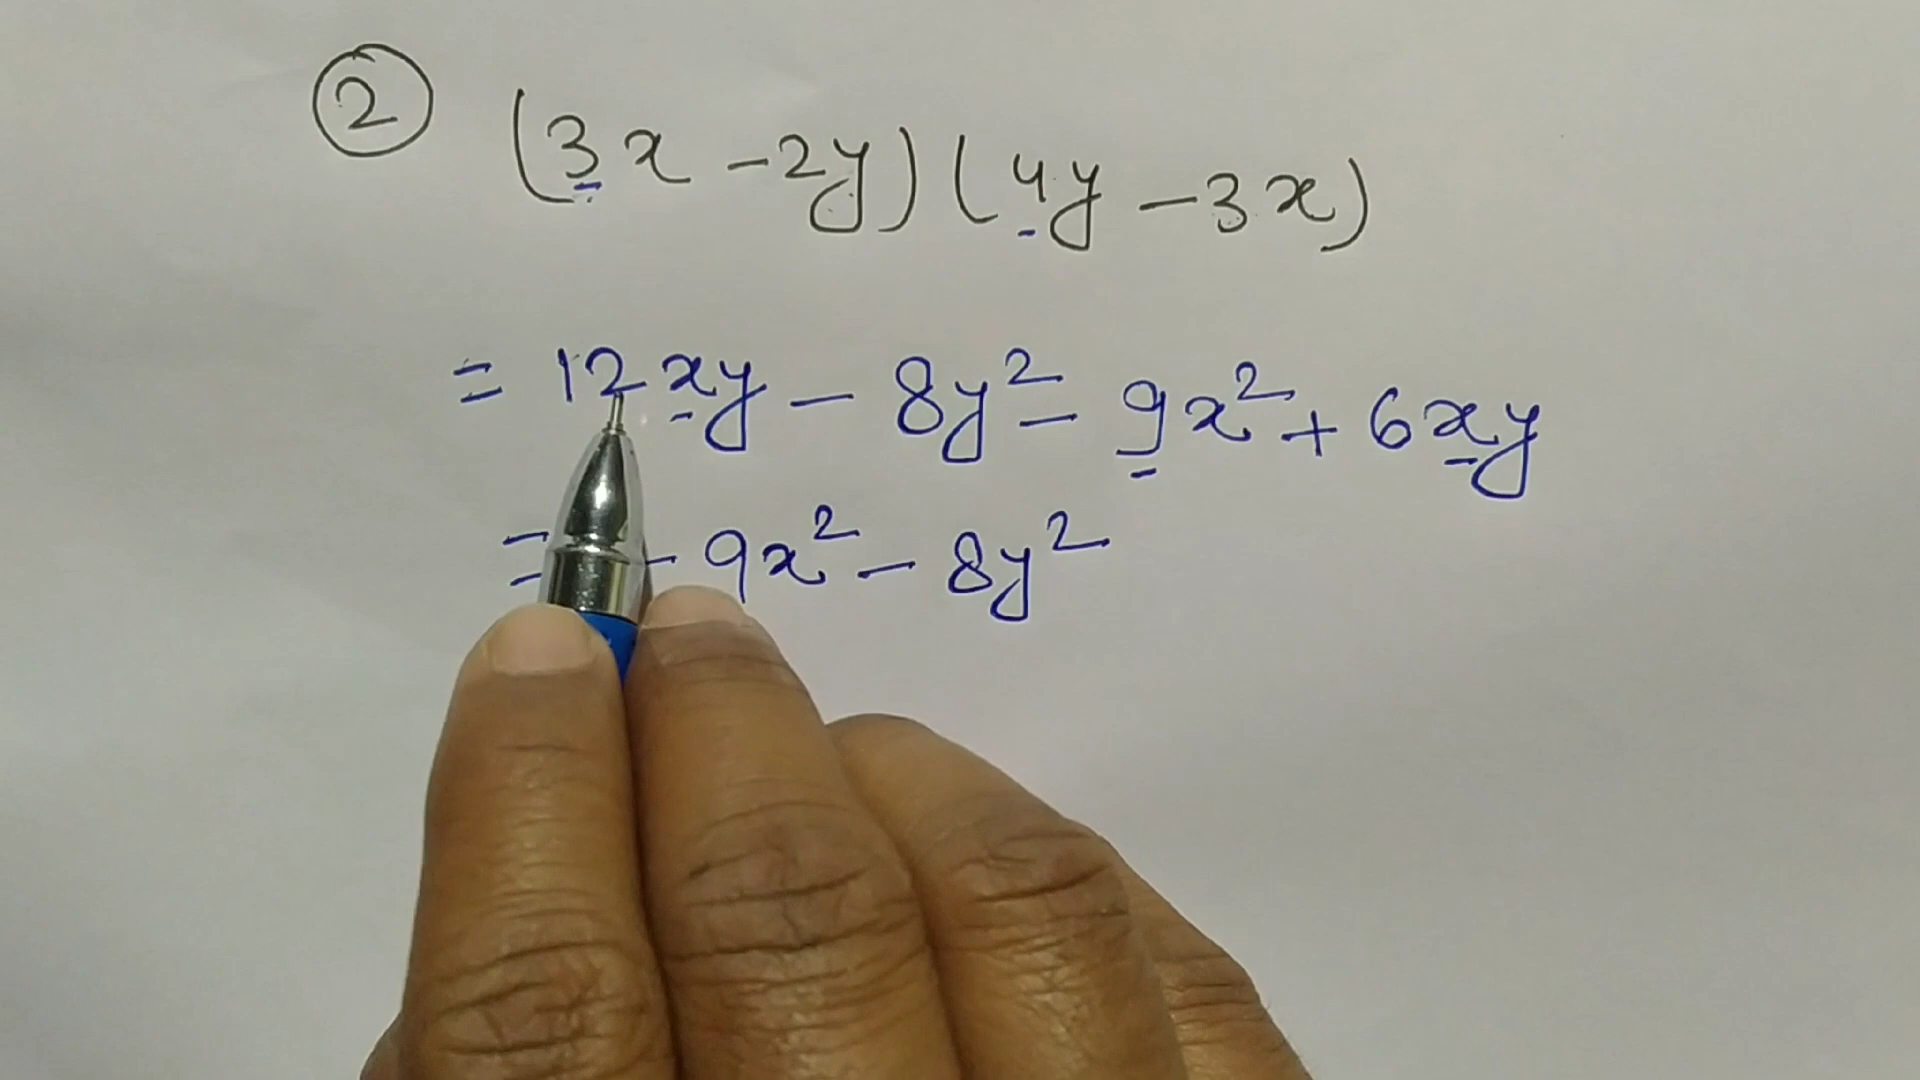 ② (3x - 2y) (4y - 3x)
= 12xy - 8y² - 9x² + 6xy
= - 9x² - 8y²